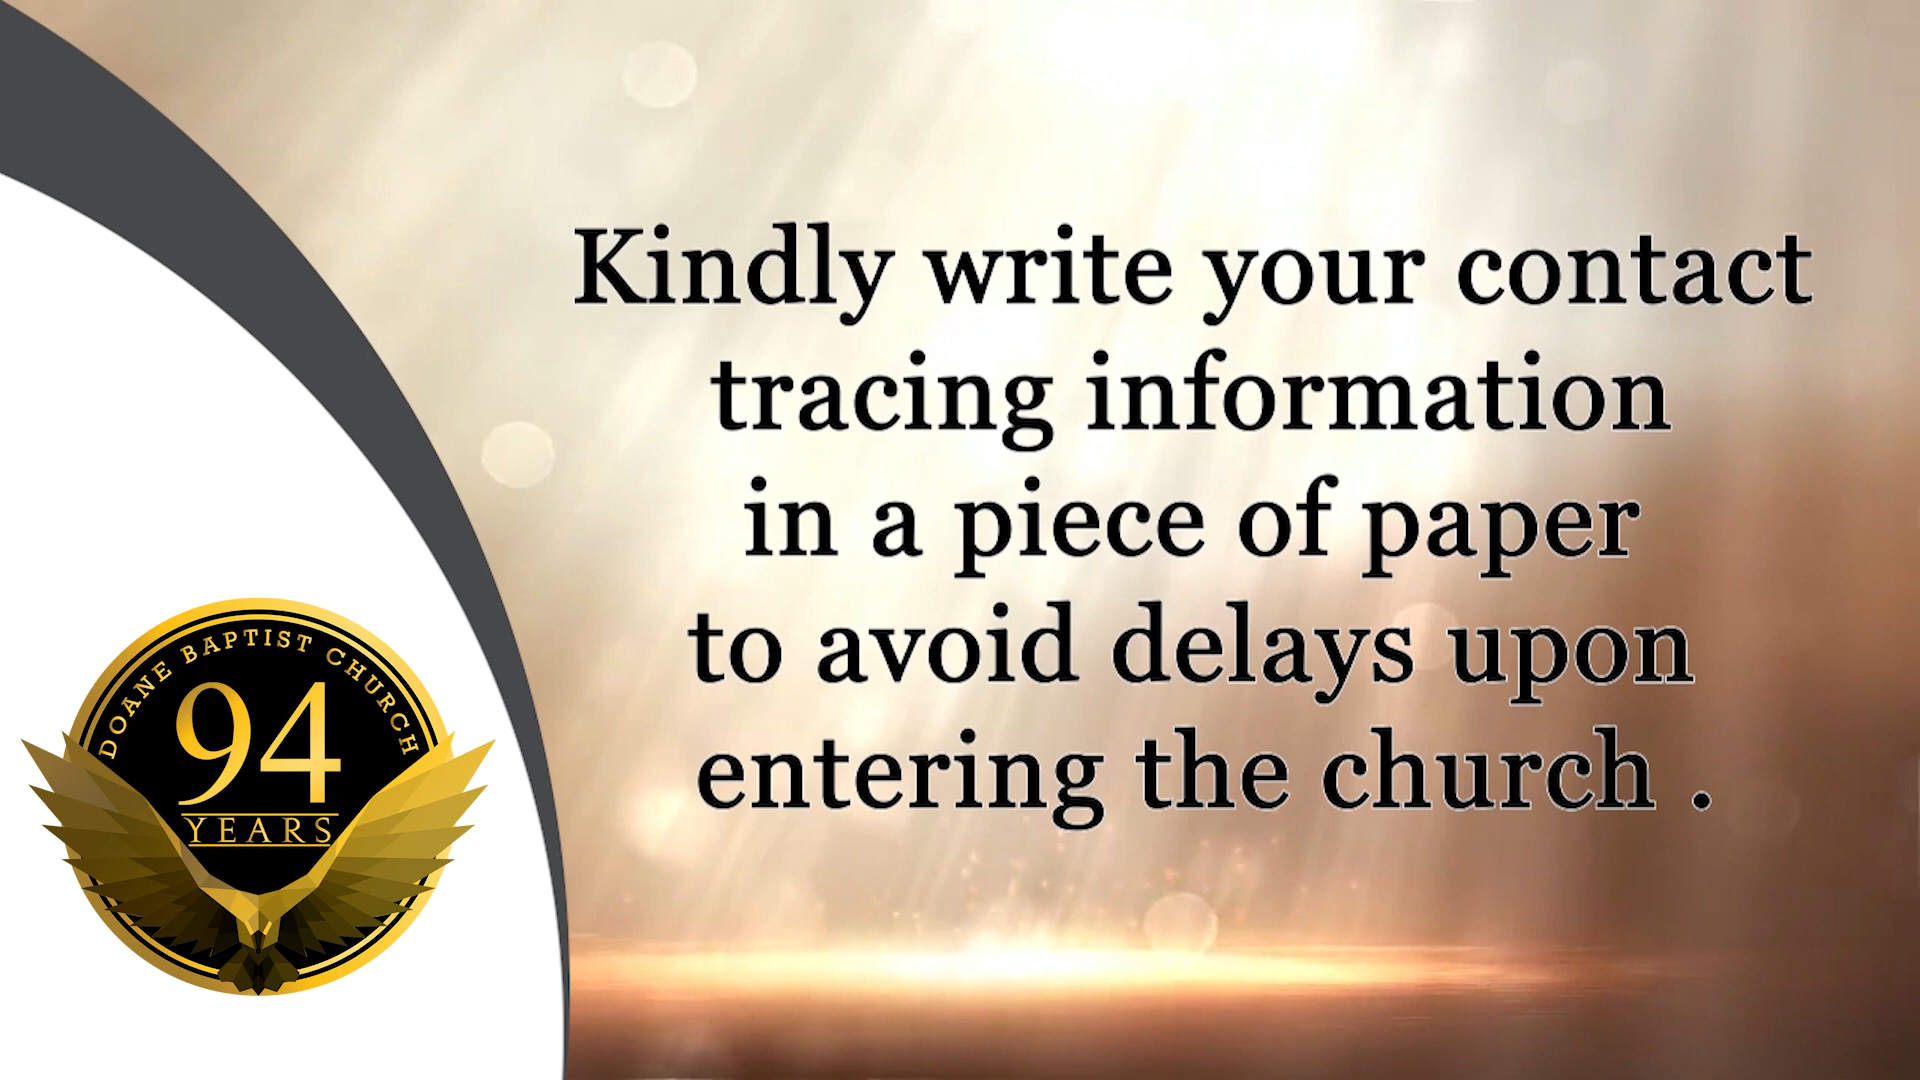 Kindly write your contact
tracing information
in a piece of paper
to avoid delays upon
entering the church .
DOANE BAPTIST CHURCH
94
YEARS